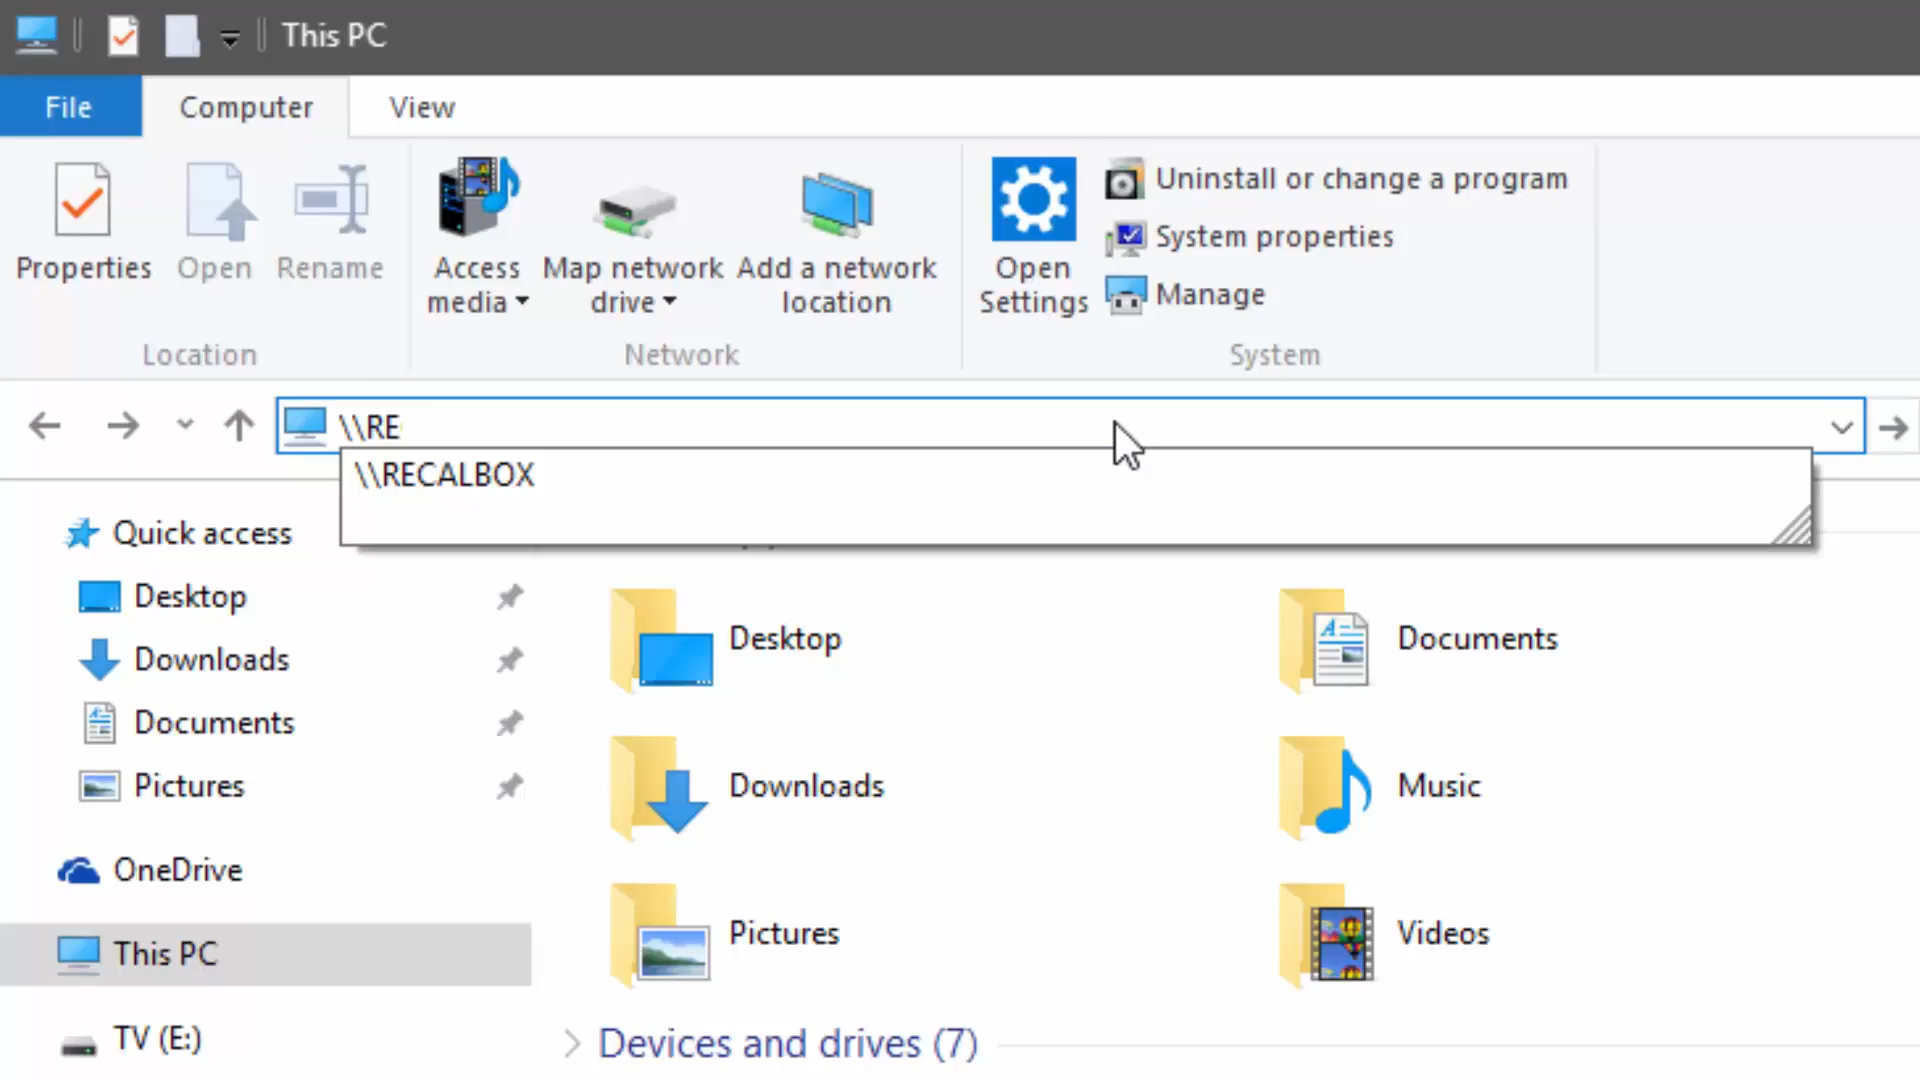 This PC
File Computer View
Properties Open Rename Access media Map network drive Add a network location Open Settings
Uninstall or change a program
System properties
Manage
Location Network System
\\RE
\\RECALBOX
Quick access
Desktop
Downloads
Documents
Pictures
OneDrive
This PC
TV (E:)
Desktop Documents
Downloads Music
Pictures Videos
Devices and drives (7)